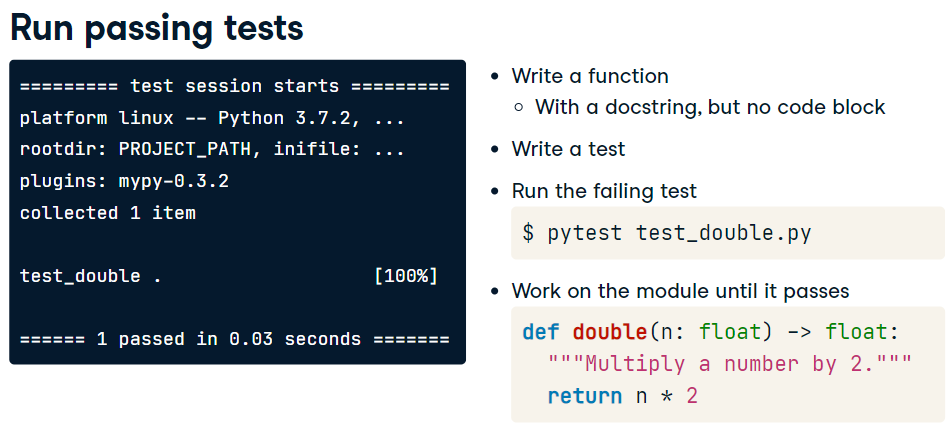 Run passing tests
========= test session starts =========
platform linux -- Python 3.7.2, ...
rootdir: PROJECT_PATH, inifile: ...
plugins: mypy-0.3.2
collected 1 item
test_double . [100%]
====== 1 passed in 0.03 seconds =======
• Write a function
◦ With a docstring, but no code block
• Write a test
• Run the failing test
$ pytest test_double.py
• Work on the module until it passes
def double(n: float) -> float:
"""Multiply a number by 2."""
return n * 2